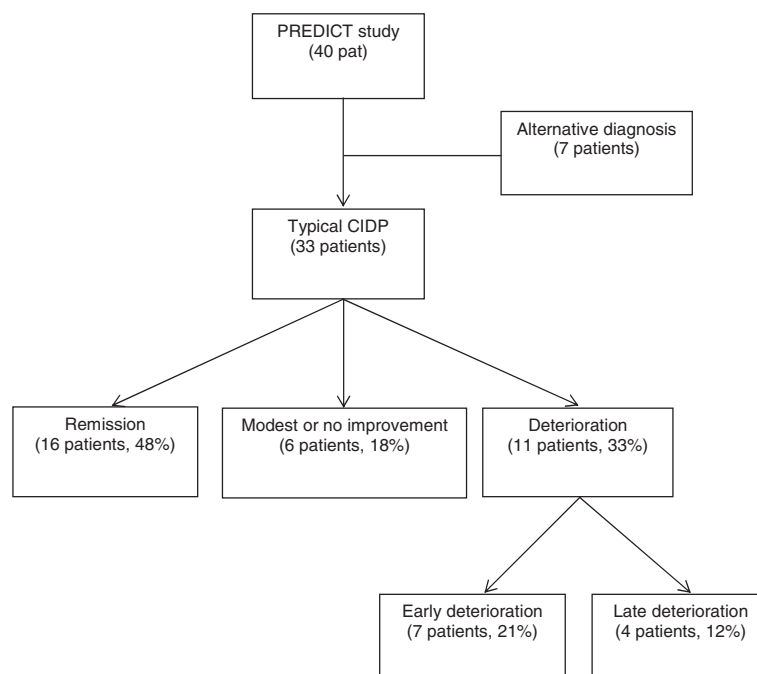 PREDICT study
(40 pat)
Alternative diagnosis
(7 patients)
Typical CIDP
(33 patients)
Remission
(16 patients, 48%)
Modest or no improvement
(6 patients, 18%)
Deterioration
(11 patients, 33%)
Early deterioration
(7 patients, 21%)
Late deterioration
(4 patients, 12%)